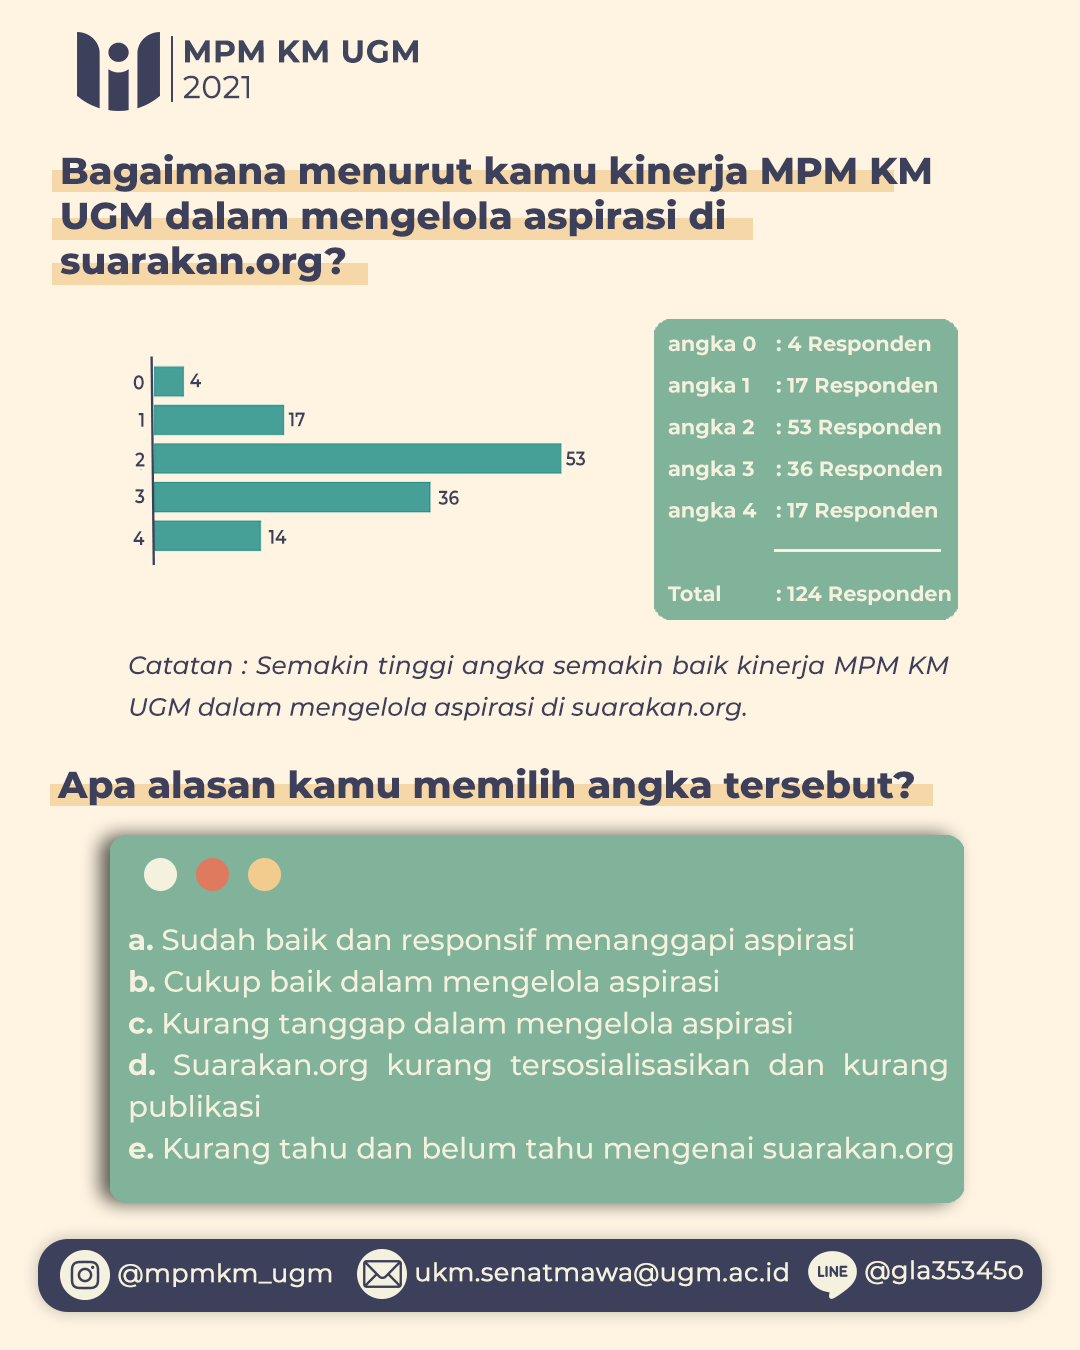 MPM KM UGM
2021
Bagaimana menurut kamu kinerja MPM KM
UGM dalam mengelola aspirasi di
suarakan.org?
0 4
1 17
2 53
3 36
4 14
angka 0 : 4 Responden
angka 1 : 17 Responden
angka 2 : 53 Responden
angka 3 : 36 Responden
angka 4 : 17 Responden
Total : 124 Responden
Catatan : Semakin tinggi angka semakin baik kinerja MPM KM
UGM dalam mengelola aspirasi di suarakan.org.
Apa alasan kamu memilih angka tersebut?
a. Sudah baik dan responsif menanggapi aspirasi
b. Cukup baik dalam mengelola aspirasi
c. Kurang tanggap dalam mengelola aspirasi
d. Suarakan.org kurang tersosialisasikan dan kurang
publikasi
e. Kurang tahu dan belum tahu mengenai suarakan.org
@mpmkm_ugm ukm.senatmawa@ugm.ac.id LINE @gla35345o